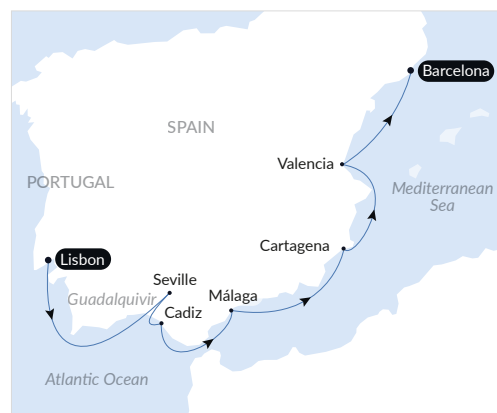 Barcelona
SPAIN
Valencia
PORTUGAL
Mediterranean
Sea
Cartagena
Lisbon
Seville
Guadalquivir
Málaga
Cadiz
Atlantic Ocean